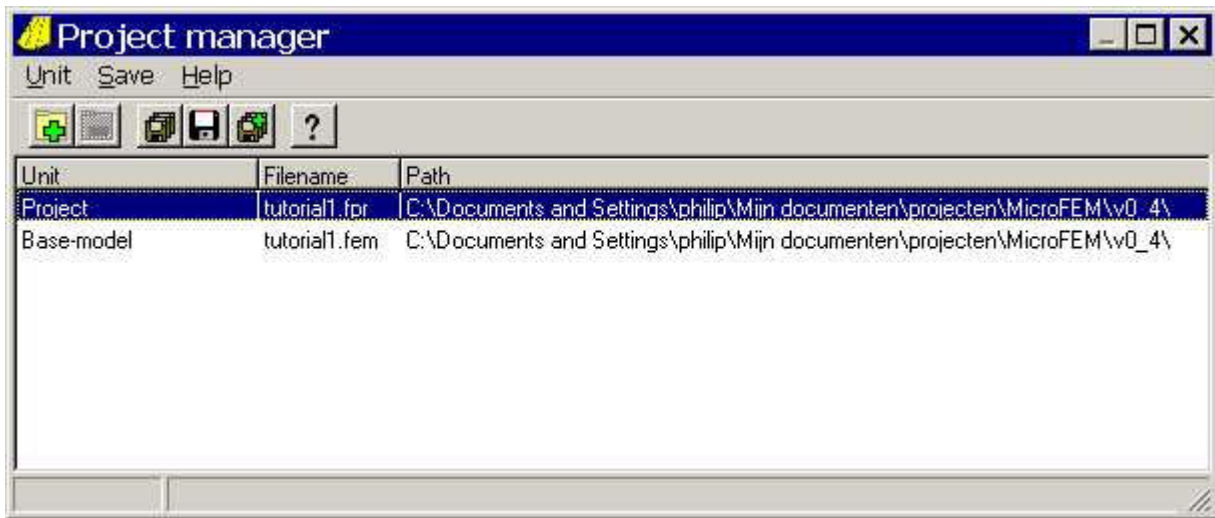 Project manager
Unit Save Help
?
Unit Filename Path
Project tutorial1.fpr C:\Documents and Settings\philip\Mijn documenten\projecten\MicroFEM\v0_4\
Base-model tutorial1.fem C:\Documents and Settings\philip\Mijn documenten\projecten\MicroFEM\v0_4\